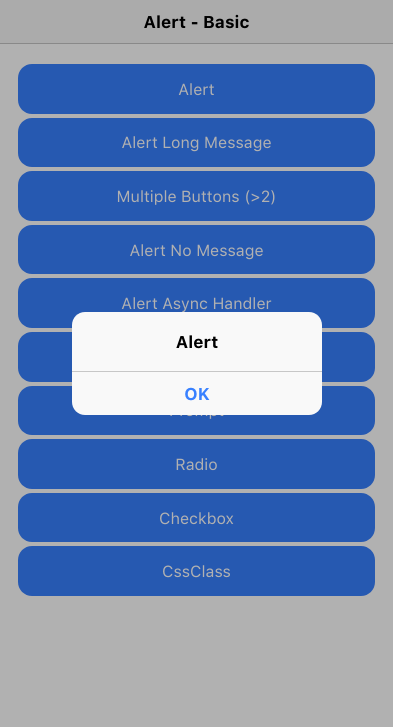 Alert - Basic
Alert
Alert Long Message
Multiple Buttons (>2)
Alert No Message
Alert Async Handler
Alert
OK
Radio
Checkbox
CssClass